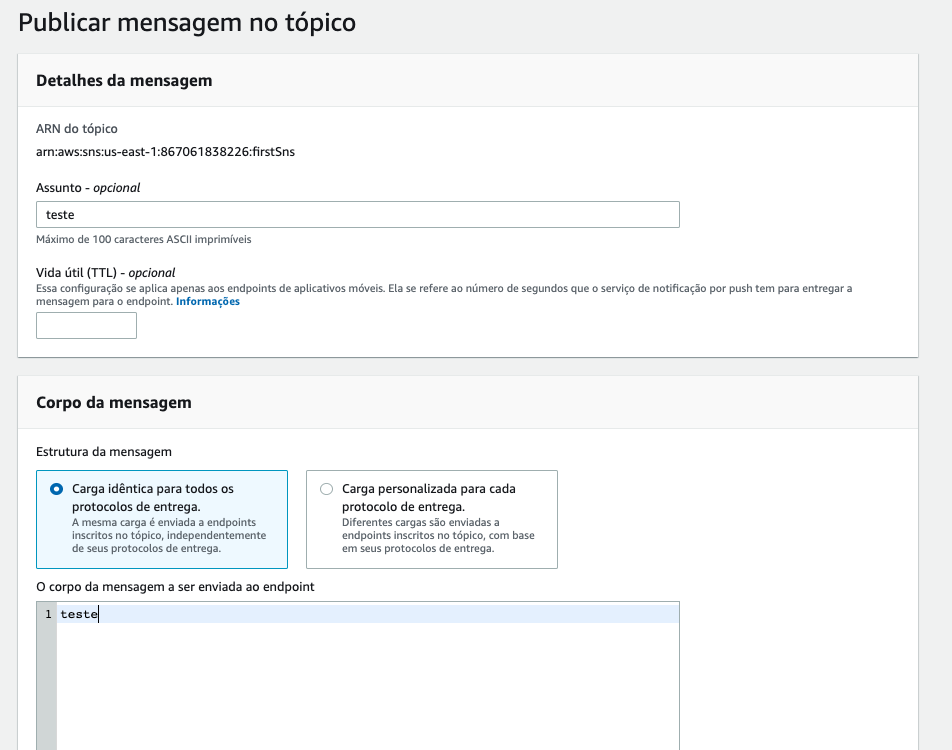 Publicar mensagem no tópico
Detalhes da mensagem
ARN do tópico
arn:aws:sns:us-east-1:867061838226:firstSns
Assunto - opcional
teste
Máximo de 100 caracteres ASCII imprimíveis
Vida útil (TTL) - opcional
Essa configuração se aplica apenas aos endpoints de aplicativos móveis. Ela se refere ao número de segundos que o serviço de notificação por push tem para entregar a
mensagem para o endpoint. Informações
Corpo da mensagem
Estrutura da mensagem
Carga idêntica para todos os
protocolos de entrega.
A mesma carga é enviada a endpoints
inscritos no tópico, independentemente
de seus protocolos de entrega.
Carga personalizada para cada
protocolo de entrega.
Diferentes cargas são enviadas a
endpoints inscritos no tópico, com base
em seus protocolos de entrega.
O corpo da mensagem a ser enviada ao endpoint
1 teste